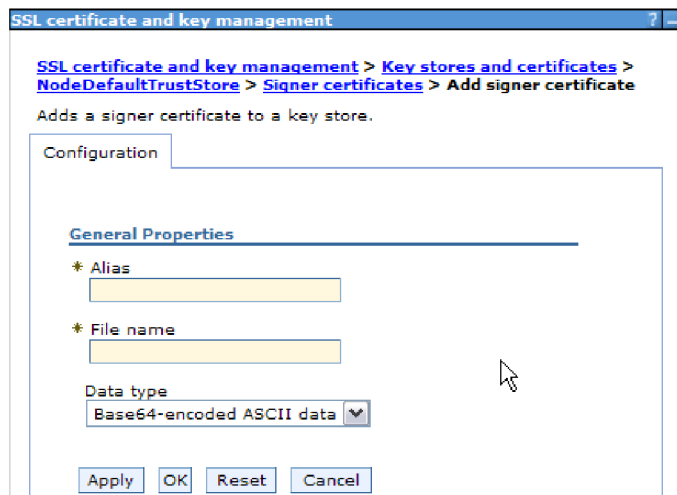 SSL certificate and key management ? _
SSL certificate and key management > Key stores and certificates >
NodeDefaultTrustStore > Signer certificates > Add signer certificate
Adds a signer certificate to a key store.
Configuration
General Properties
* Alias
* File name
Data type
Base64-encoded ASCII data
Apply OK Reset Cancel